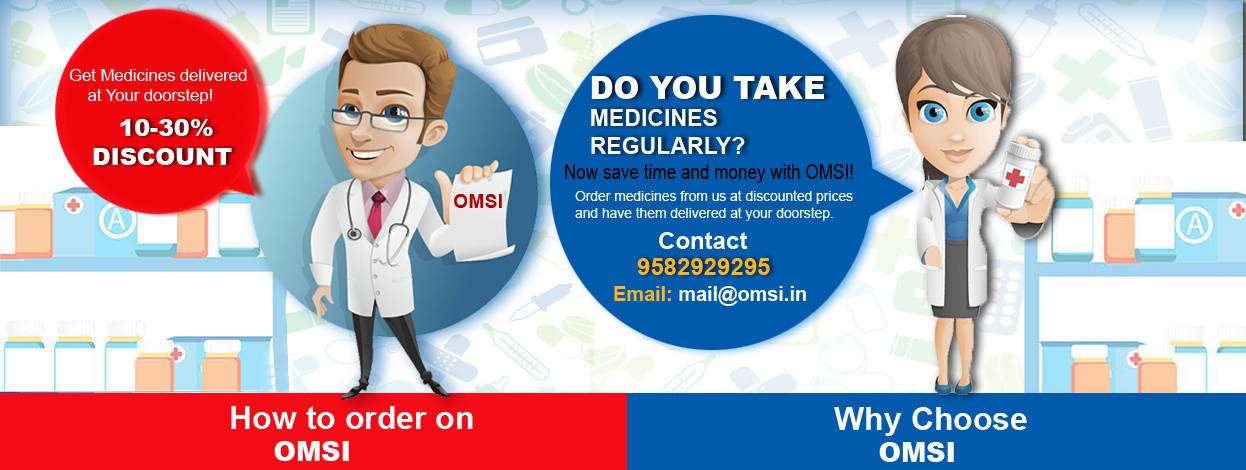 Get Medicines delivered
at Your doorstep!
10-30%
DISCOUNT
OMSI
DO YOU TAKE
MEDICINES
REGULARLY?
Now save time and money with OMSI!
Order medicines from us at discounted prices
and have them delivered at your doorstep.
Contact
9582929295
Email: mail@omsi.in
A
A
How to order on
OMSI
Why Choose
OMSI